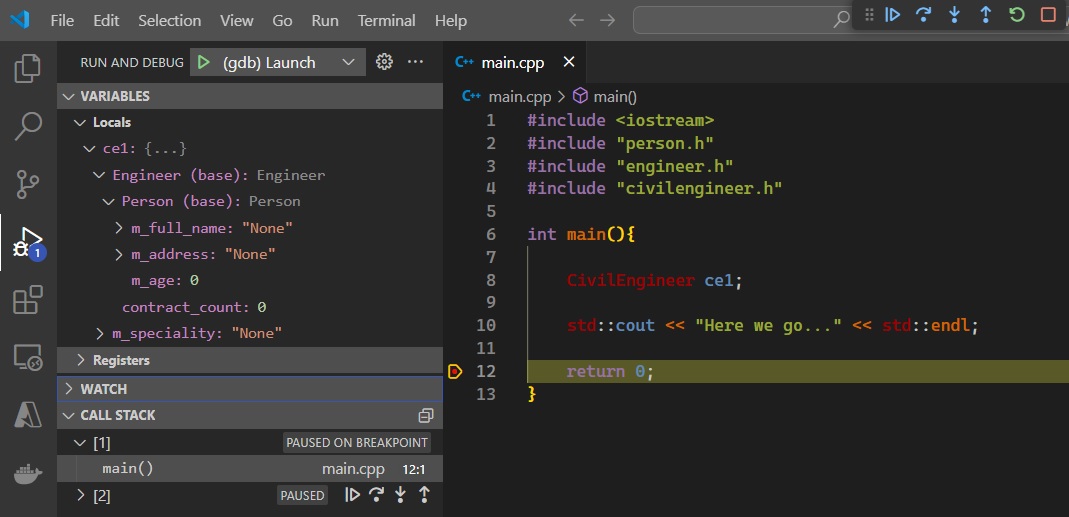 File Edit Selection View Go Run Terminal Help
RUN AND DEBUG (gdb) Launch ···
main.cpp
VARIABLES
Locals
ce1: {...}
Engineer (base): Engineer
Person (base): Person
m_full_name: "None"
m_address: "None"
m_age: 0
contract_count: 0
m_speciality: "None"
Registers
WATCH
CALL STACK
[1] PAUSED ON BREAKPOINT
main() main.cpp 12:1
[2] PAUSED
1
C++ main.cpp
C++ main.cpp > main()
1 #include <iostream>
2 #include "person.h"
3 #include "engineer.h"
4 #include "civilengineer.h"
5
6 int main(){
7
8 CivilEngineer ce1;
9
10 std::cout << "Here we go..." << std::endl;
11
12 return 0;
13 }